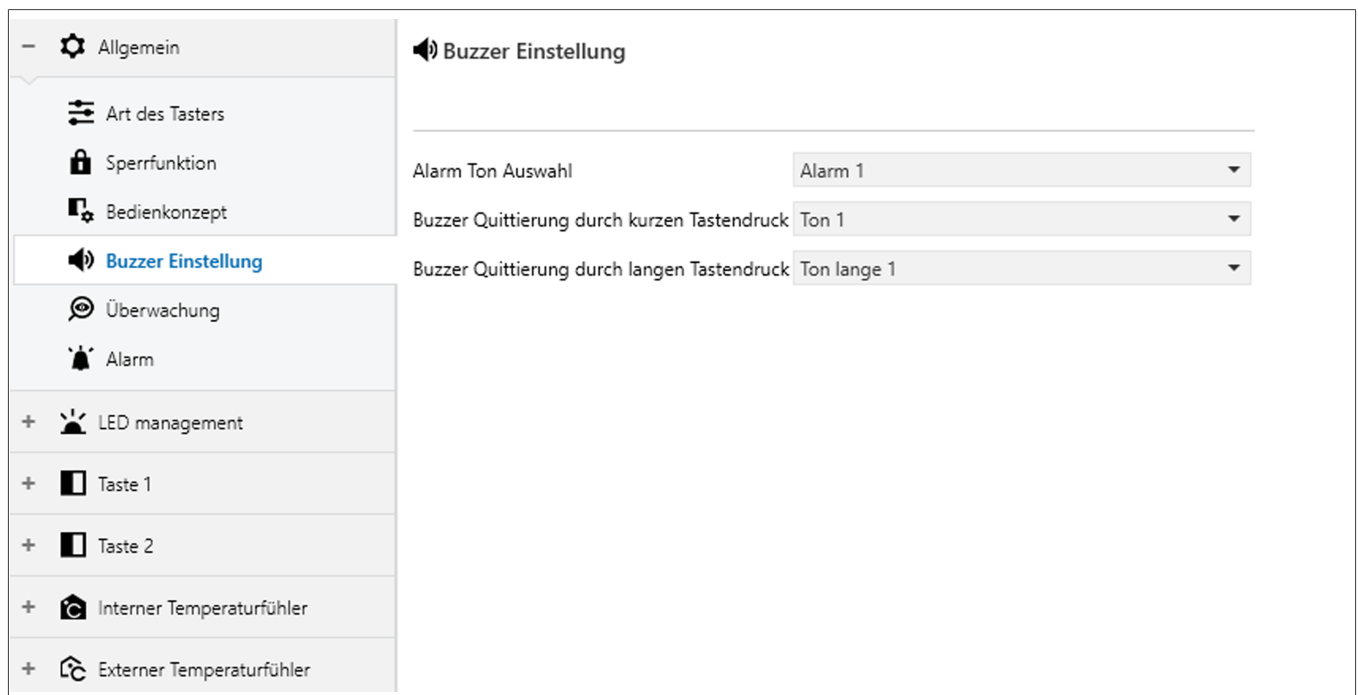 Allgemein
Art des Tasters
Sperrfunktion
Bedienkonzept
Buzzer Einstellung
Überwachung
Alarm
LED management
Taste 1
Taste 2
Interner Temperaturfühler
Externer Temperaturfühler
Buzzer Einstellung
Alarm Ton Auswahl Alarm 1
Buzzer Quittierung durch kurzen Tastendruck Ton 1
Buzzer Quittierung durch langen Tastendruck Ton lange 1